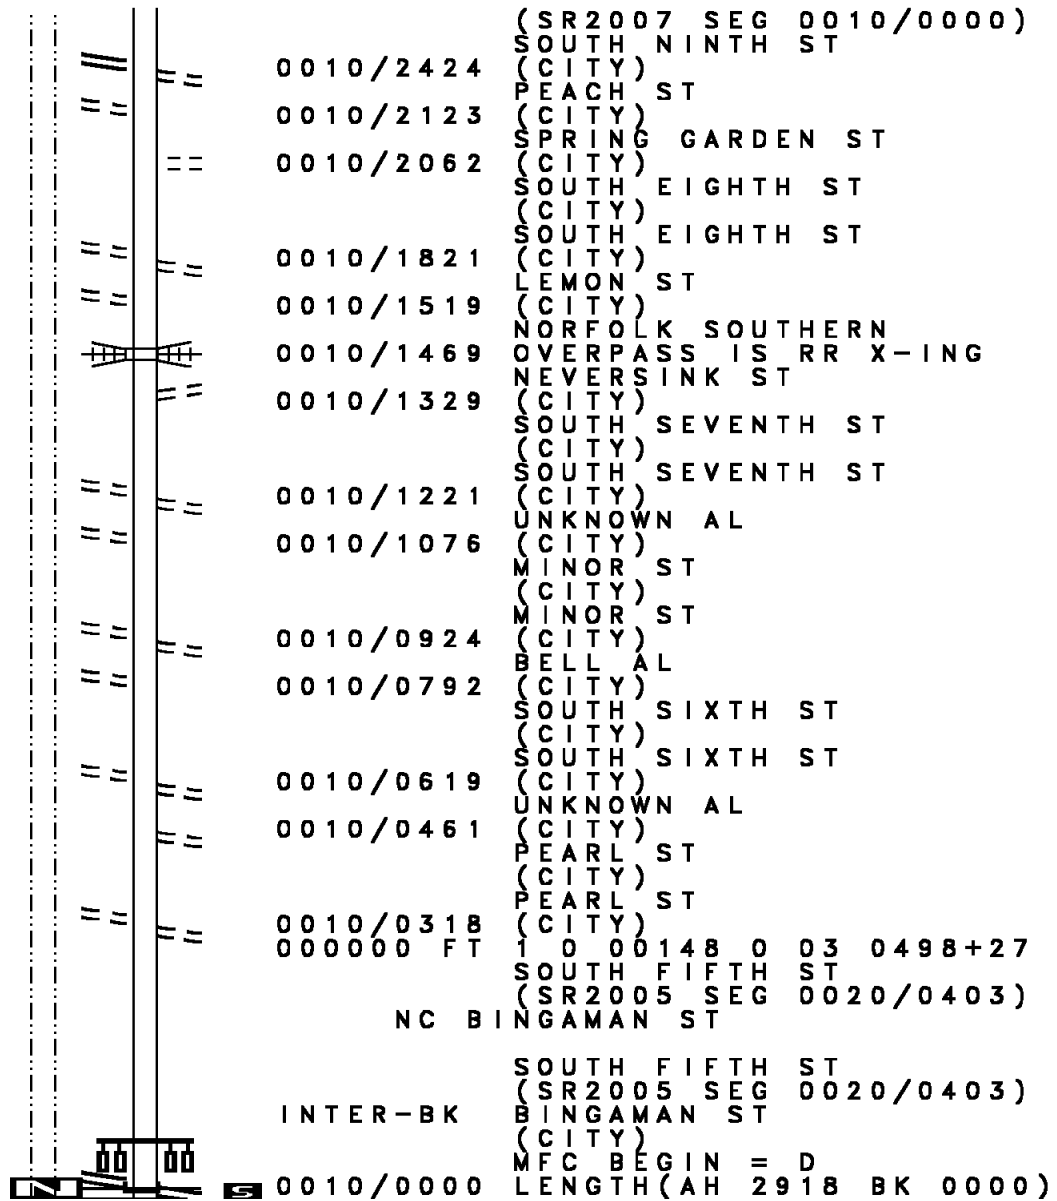 (SR2007 SEG 0010/0000)
SOUTH NINTH ST
0010/2424 (CITY)
PEACH ST
0010/2123 (CITY)
SPRING GARDEN ST
0010/2062 (CITY)
SOUTH EIGHTH ST
(CITY)
SOUTH EIGHTH ST
0010/1821 (CITY)
LEMON ST
0010/1519 (CITY)
NORFOLK SOUTHERN
0010/1469 OVERPASS IS RR X-ING
NEVERSINK ST
0010/1329 (CITY)
SOUTH SEVENTH ST
(CITY)
SOUTH SEVENTH ST
0010/1221 (CITY)
UNKNOWN AL
0010/1076 (CITY)
MINOR ST
(CITY)
MINOR ST
0010/0924 (CITY)
BELL AL
0010/0792 (CITY)
SOUTH SIXTH ST
(CITY)
SOUTH SIXTH ST
0010/0619 (CITY)
UNKNOWN AL
0010/0461 (CITY)
PEARL ST
(CITY)
PEARL ST
0010/0318 (CITY)
000000 FT 1 0 00148 0 03 0498+27
SOUTH FIFTH ST
(SR2005 SEG 0020/0403)
NC BINGAMAN ST
SOUTH FIFTH ST
(SR2005 SEG 0020/0403)
INTER-BK BINGAMAN ST
(CITY)
MFC BEGIN = D
S 0010/0000 LENGTH(AH 2918 BK 0000)